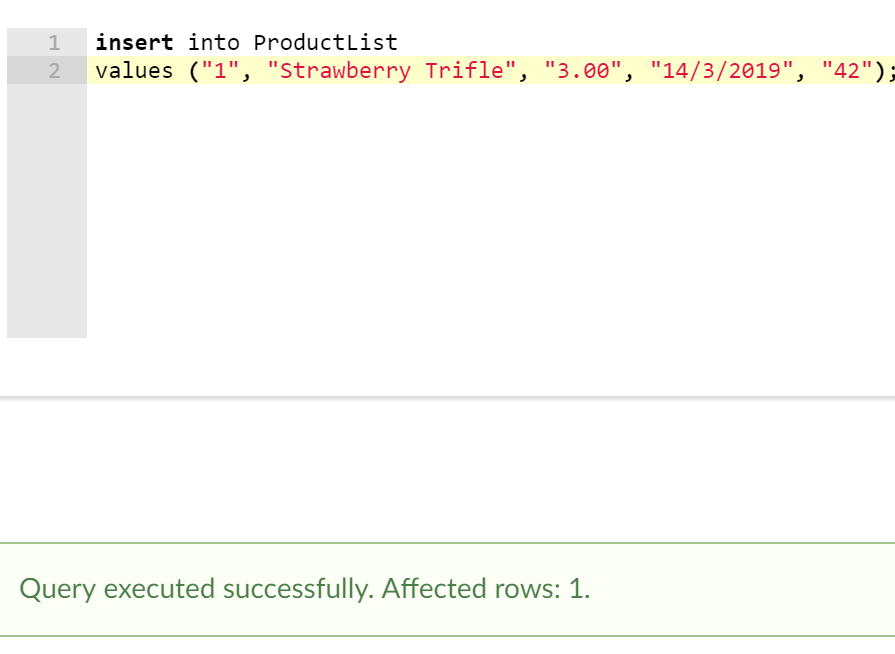 1 insert into ProductList
2 values ("1", "Strawberry Trifle", "3.00", "14/3/2019", "42");
Query executed successfully. Affected rows: 1.